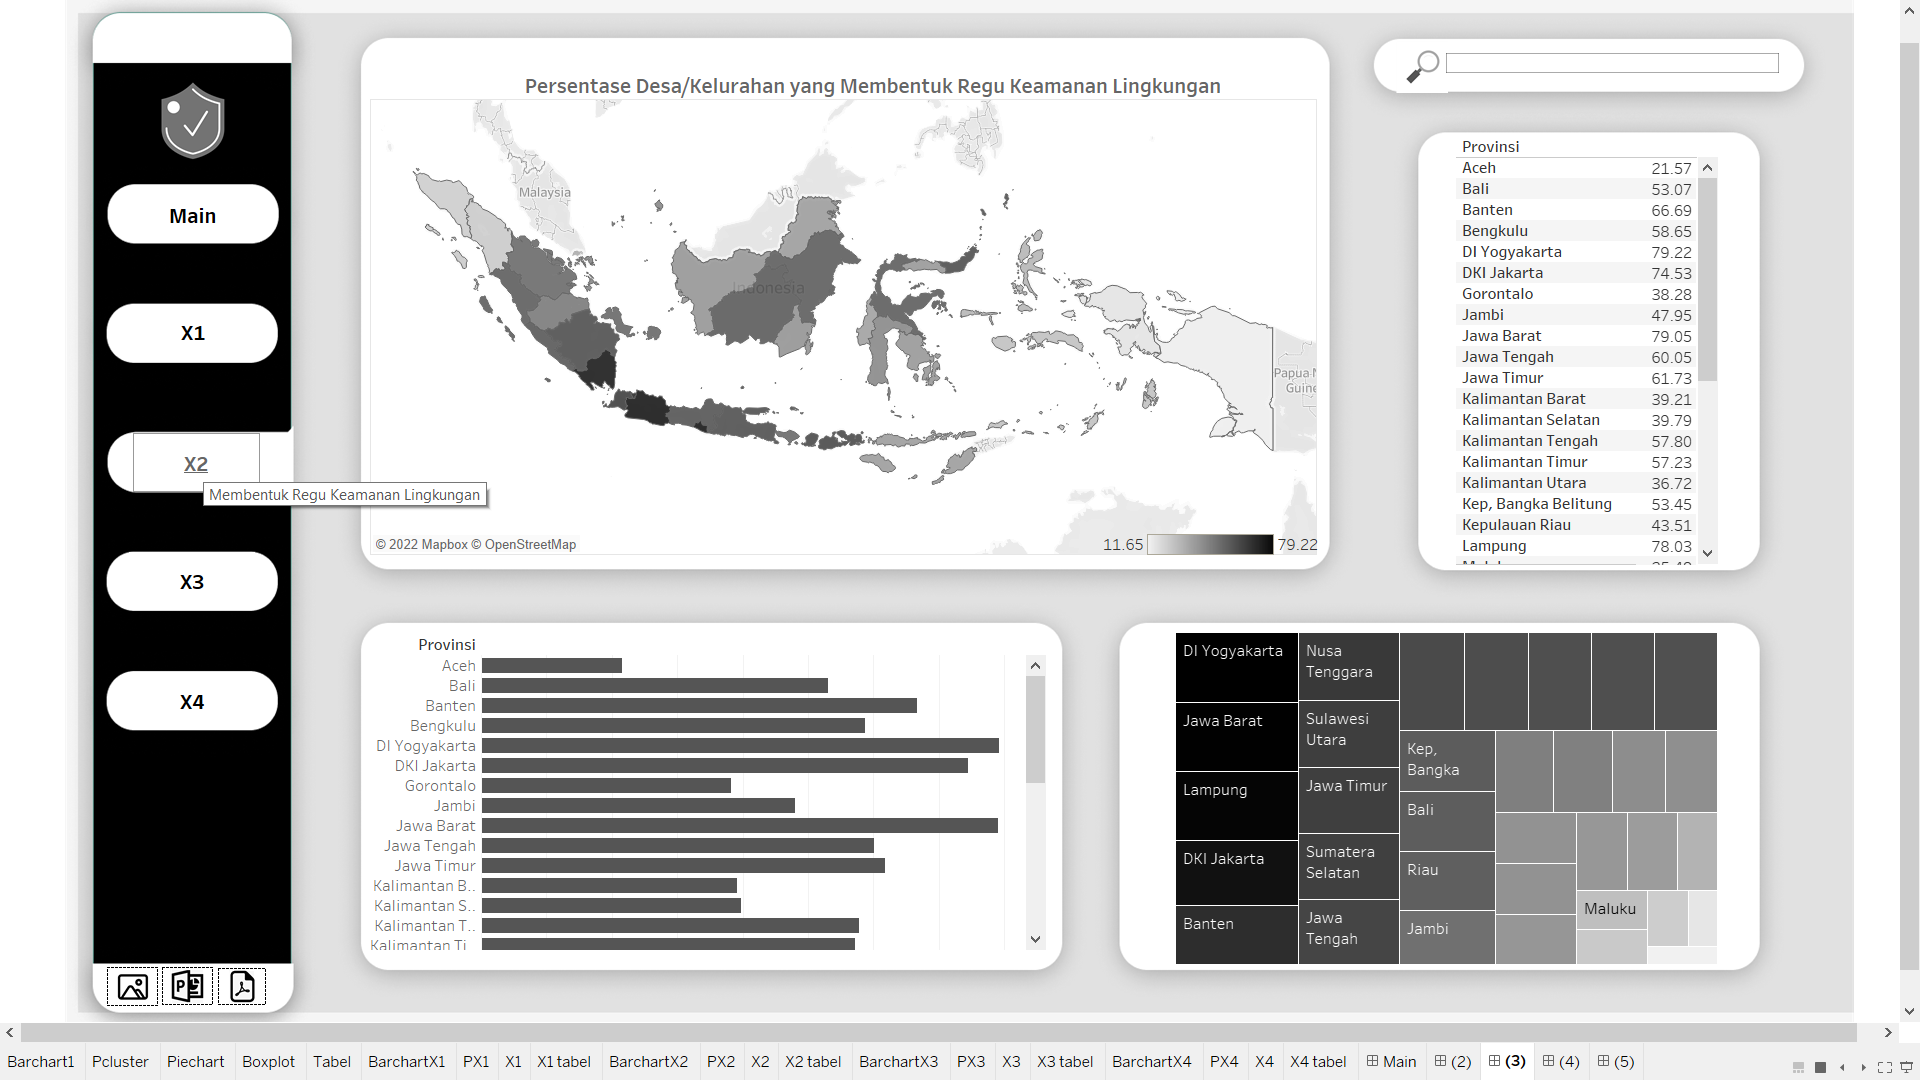 Main
X1
X2
Membentuk Regu Keamanan Lingkungan
X3
X4
Persentase Desa/Kelurahan yang Membentuk Regu Keamanan Lingkungan
Malaysia
Indonesia
Papua N
Guine
© 2022 Mapbox © OpenStreetMap
11.65
79.22
Provinsi
Aceh 21.57
Bali 53.07
Banten 66.69
Bengkulu 58.65
DI Yogyakarta 79.22
DKI Jakarta 74.53
Gorontalo 38.28
Jambi 47.95
Jawa Barat 79.05
Jawa Tengah 60.05
Jawa Timur 61.73
Kalimantan Barat 39.21
Kalimantan Selatan 39.79
Kalimantan Tengah 57.80
Kalimantan Timur 57.23
Kalimantan Utara 36.72
Kep, Bangka Belitung 53.45
Kepulauan Riau 43.51
Lampung 78.03
Provinsi
Aceh
Bali
Banten
Bengkulu
DI Yogyakarta
DKI Jakarta
Gorontalo
Jambi
Jawa Barat
Jawa Tengah
Jawa Timur
Kalimantan B..
Kalimantan S..
Kalimantan T..
Kalimantan Ti..
DI Yogyakarta
Jawa Barat
Lampung
DKI Jakarta
Banten
Nusa
Tenggara
Sulawesi
Utara
Jawa Timur
Sumatera
Selatan
Jawa
Tengah
Kep,
Bangka
Bali
Riau
Jambi
Maluku
Barchart1 Pcluster Piechart Boxplot Tabel BarchartX1 PX1 X1 X1 tabel BarchartX2 PX2 X2 X2 tabel BarchartX3 PX3 X3 X3 tabel BarchartX4 PX4 X4 X4 tabel Main (2) (3) (4) (5)